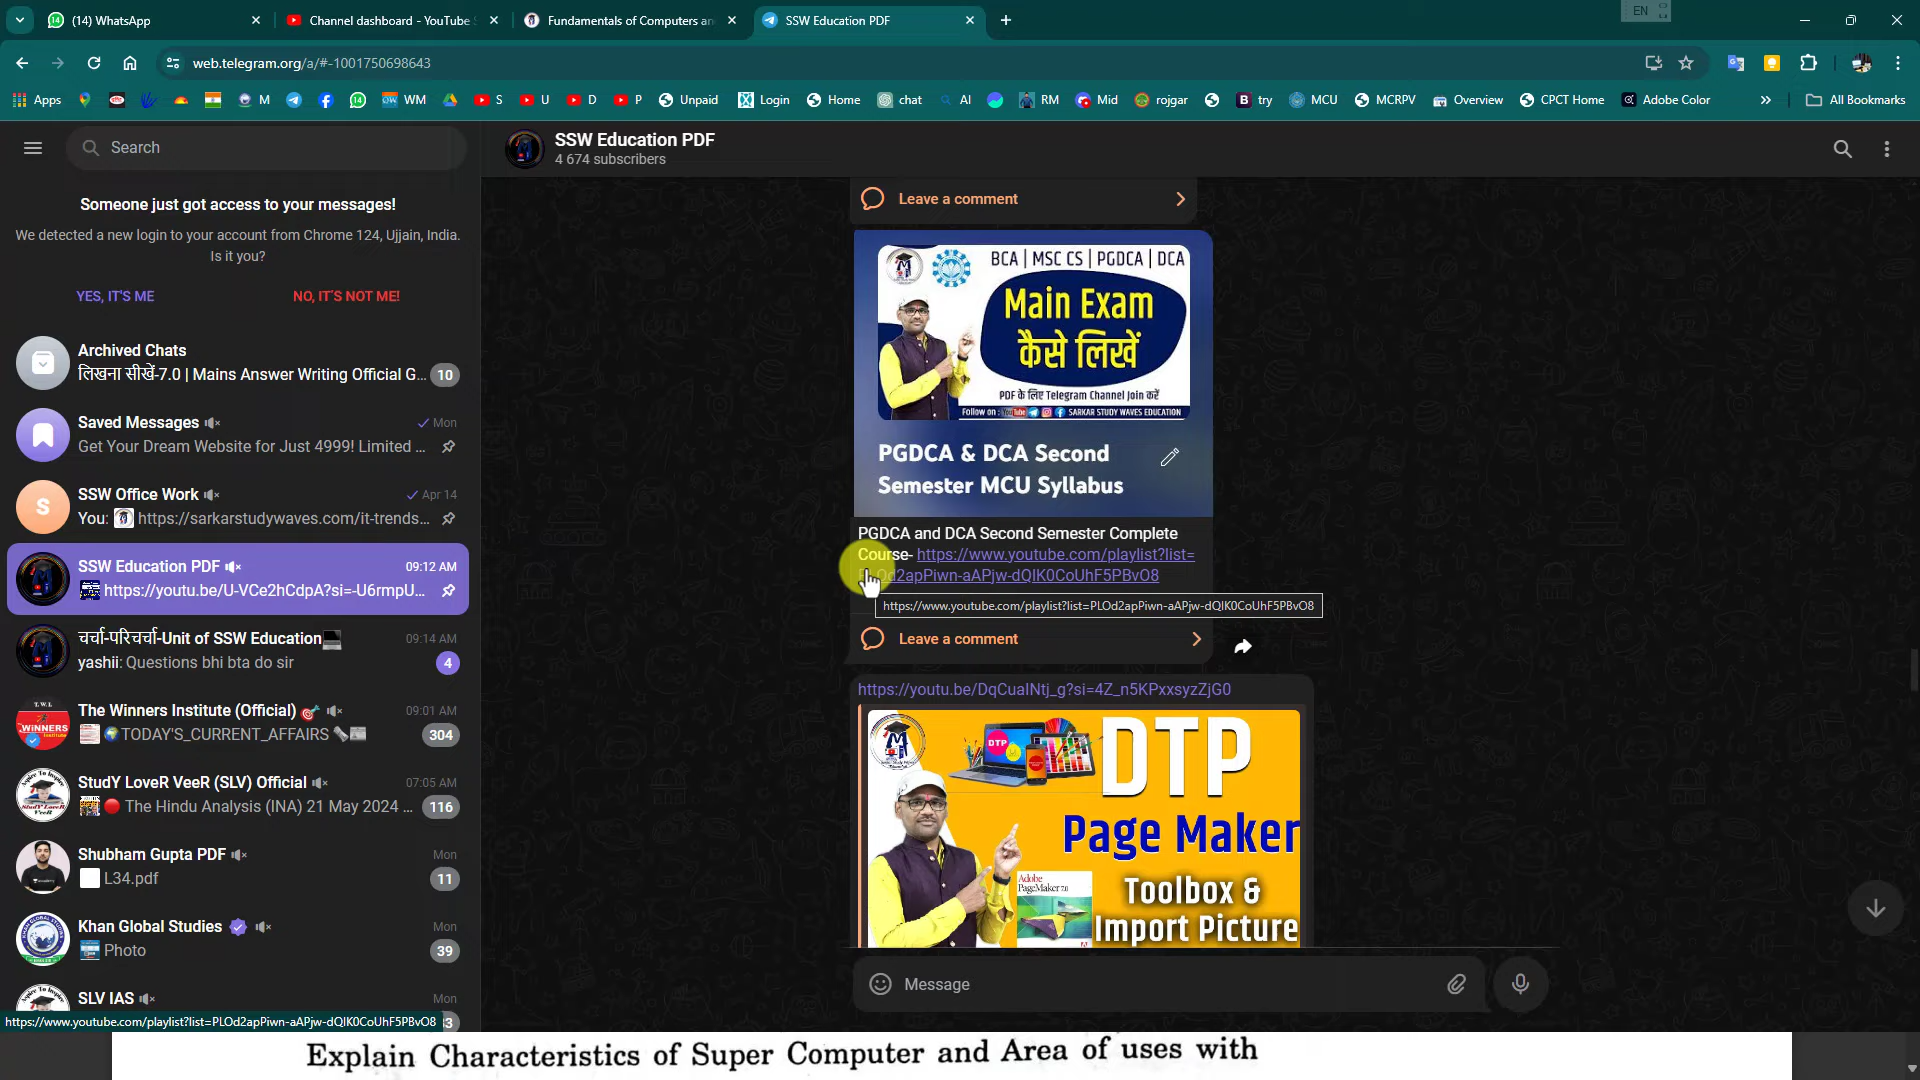 (14) WhatsApp
Channel dashboard - YouTube S
Fundamentals of Computers an
SSW Education PDF
EN
web.telegram.org/a/#-1001750698643
Apps
M
WM
S
U
D
P
Unpaid
Login
Home
chat
AI
RM
Mid
rojgar
try
MCU
MCRPV
Overview
CPCT Home
Adobe Color
All Bookmarks
Search
SSW Education PDF
4 674 subscribers
Someone just got access to your messages!
We detected a new login to your account from Chrome 124, Ujjain, India.
Is it you?
YES, IT'S ME
NO, IT'S NOT ME!
Archived Chats
लिखना सीखें-7.0 | Mains Answer Writing Official G...
10
Saved Messages
Mon
Get Your Dream Website for Just 4999! Limited ...
SSW Office Work
Apr 14
You: https://sarkarstudywaves.com/it-trends...
SSW Education PDF
09:12 AM
https://youtu.be/U-VCe2hCdpA?si=-U6rmpU...
चर्चा-परिचर्चा-Unit of SSW Education
09:14 AM
yashii: Questions bhi bta do sir
4
The Winners Institute (Official)
09:01 AM
TODAY'S_CURRENT_AFFAIRS
304
StudY LoveR VeeR (SLV) Official
07:05 AM
The Hindu Analysis (INA) 21 May 2024 ...
116
Shubham Gupta PDF
Mon
L34.pdf
11
Khan Global Studies
Mon
Photo
39
SLV IAS
Mon
https://www.youtube.com/playlist?list=PLOd2apPiwn-aAPjw-dQIK0CoUhF5PBvO8
Leave a comment
BCA | MSC CS | PGDCA | DCA
Main Exam
कैसे लिखें
PDF के लिए Telegram Channel Join करें
Follow on : YouTube SARKAR STUDY WAVES EDUCATION
PGDCA & DCA Second
Semester MCU Syllabus
PGDCA and DCA Second Semester Complete
Course- https://www.youtube.com/playlist?list=
PLOd2apPiwn-aAPjw-dQIK0CoUhF5PBvO8
https://www.youtube.com/playlist?list=PLOd2apPiwn-aAPjw-dQIK0CoUhF5PBvO8
Leave a comment
https://youtu.be/DqCuaINtj_g?si=4Z_n5KPxxsyzZjG0
DTP
DTP
Page Maker
Adobe
PageMaker 7.0
Toolbox &
Import Picture
Message
Explain Characteristics of Super Computer and Area of uses with